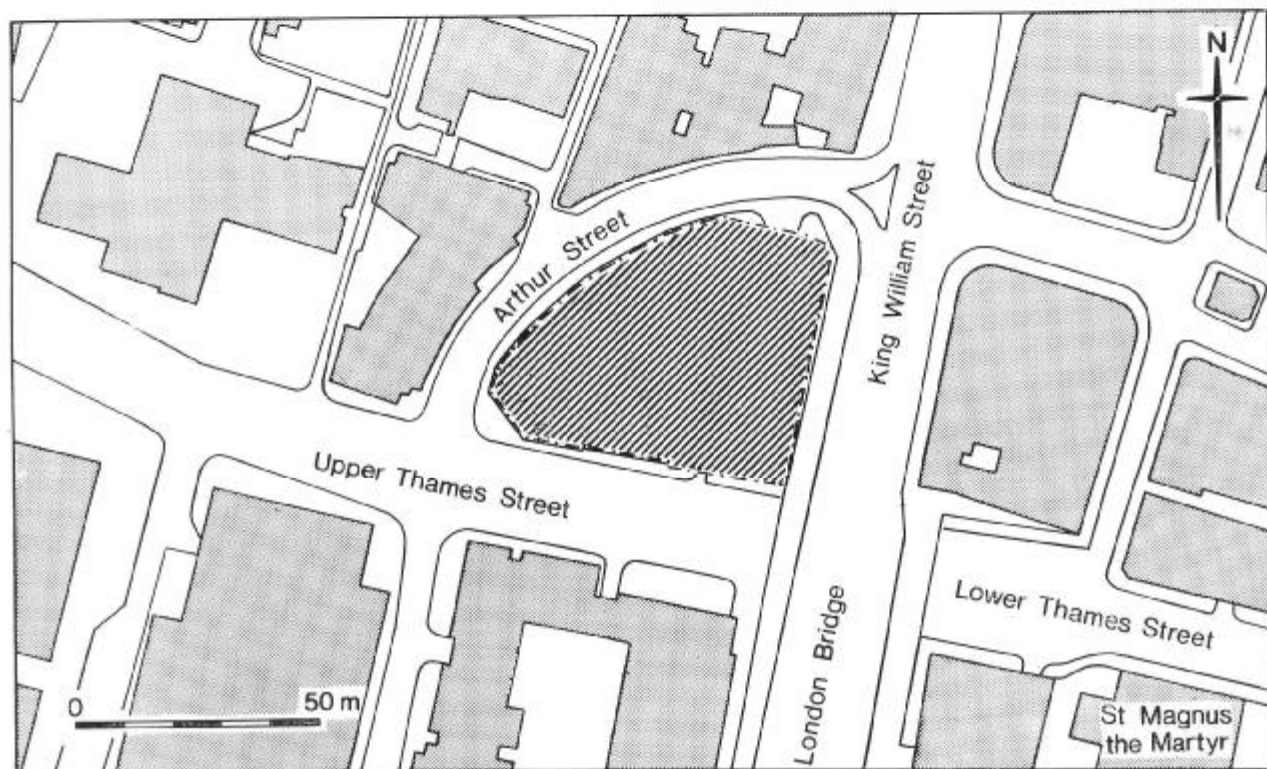 N
Arthur Street
King William Street
Upper Thames Street
Lower Thames Street
London Bridge
0 50 m
St Magnus
the Martyr